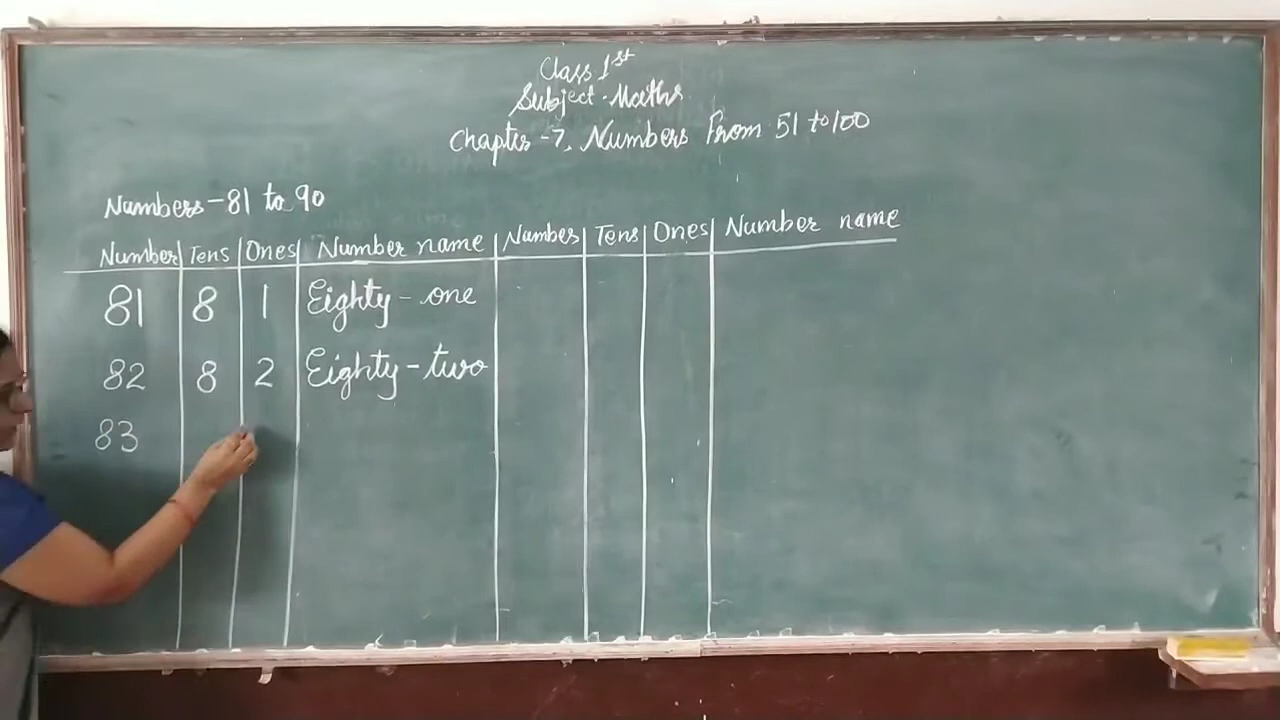 Class 1st
Subject-Maths
Chapter-7, Numbers From 51 to 100
Numbers-81 to 90
Number Tens Ones Number name Number Tens Ones Number name
81 8 1 Eighty-one
82 8 2 Eighty-two
83